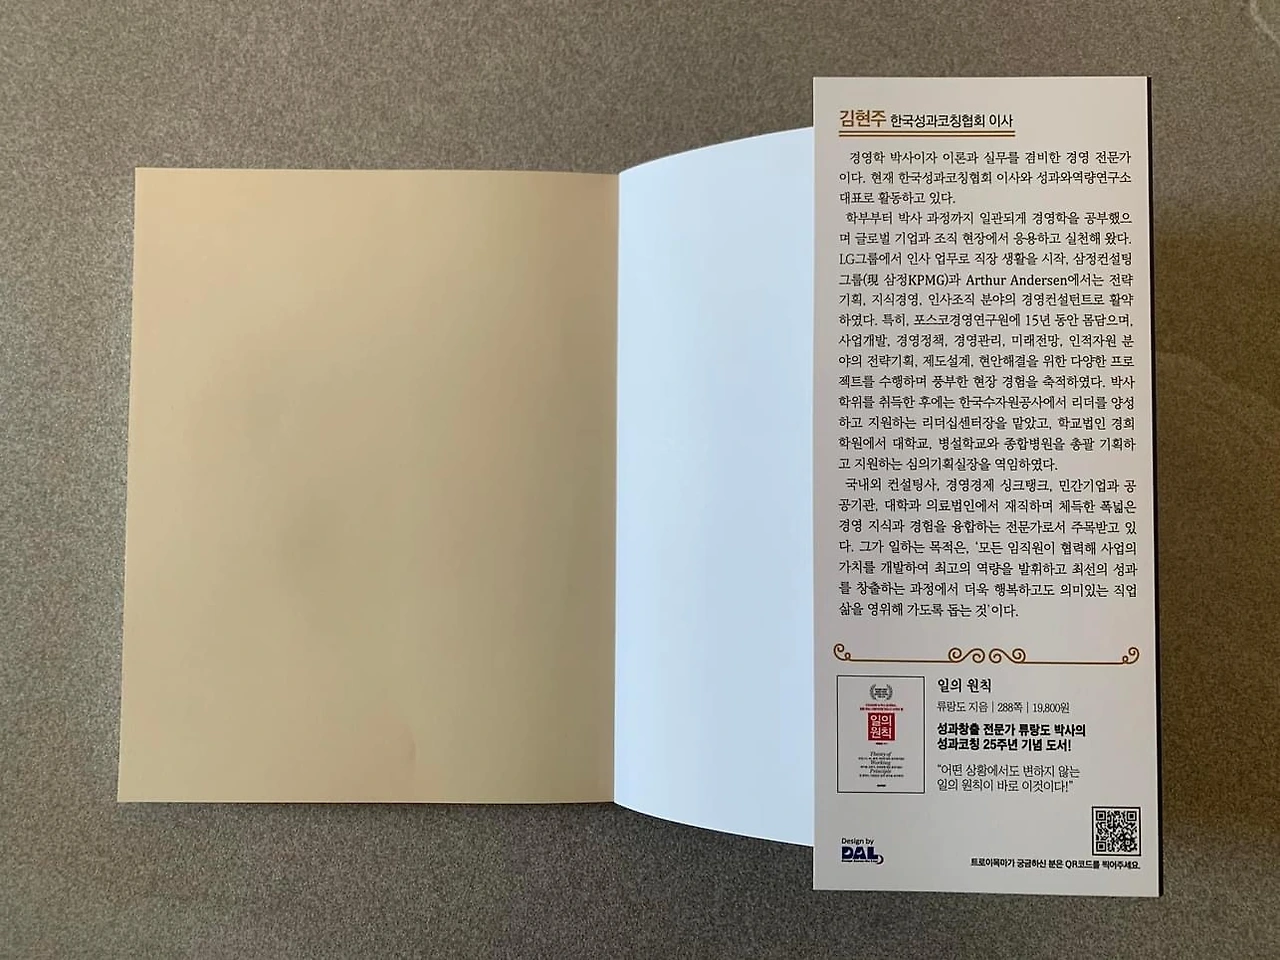 김현주 한국성과코칭협회 이사
경영학 박사이자 이론과 실무를 겸비한 경영 전문가
이다. 현재 한국성과코칭협회 이사와 성과와역량연구소
대표로 활동하고 있다.
학부부터 박사 과정까지 일관되게 경영학을 공부했으
며 글로벌 기업과 조직 현장에서 응용하고 실천해 왔다.
LG그룹에서 인사 업무로 직장 생활을 시작, 삼정컨설팅
그룹(現 삼정KPMG)과 Arthur Andersen에서는 전략
기획, 지식경영, 인사조직 분야의 경영컨설턴트로 활약
하였다. 특히, 포스코경영연구원에 15년 동안 몸담으며,
사업개발, 경영정책, 경영관리, 미래전망, 인적자원 분
야의 전략기획, 제도설계, 현안해결을 위한 다양한 프로
젝트를 수행하며 풍부한 현장 경험을 축적하였다. 박사
학위를 취득한 후에는 한국수자원공사에서 리더를 양성
하고 지원하는 리더십센터장을 맡았고, 학교법인 경희
학원에서 대학교, 병설학교와 종합병원을 총괄 기획하
고 지원하는 심의기획실장을 역임하였다.
국내외 컨설팅사, 경영경제 싱크탱크, 민간기업과 공
공기관, 대학과 의료법인에서 재직하며 체득한 폭넓은
경영 지식과 경험을 융합하는 전문가로서 주목받고 있
다. 그가 일하는 목적은, '모든 임직원이 협력해 사업의
가치를 개발하여 최고의 역량을 발휘하고 최선의 성과
를 창출하는 과정에서 더욱 행복하고도 의미있는 직업
삶을 영위해 가도록 돕는 것'이다.
일의 원칙
류랑도 지음 | 288쪽 | 19,800원
성과창출 전문가 류랑도 박사의
성과코칭 25주년 기념 도서!
"어떤 상황에서도 변하지 않는
일의 원칙이 바로 이것이다!"
일의
원칙
Theory of
Working
Principle
Design by
DAL
트로이목마가 궁금하신 분은 QR코드를 찍어주세요.